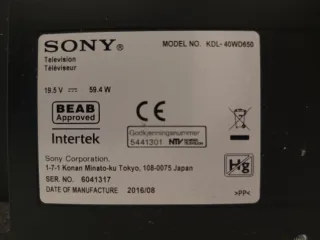 SONY®
MODEL NO. KDL-40WD650
Television
Téléviseur
19.5 V ⎓ 59.4 W
BEAB
Approved
Intertek
CE
Godkjenningsnummer
5441301 NTV
Sony Corporation
1-7-1 Konan Minato-ku Tokyo, 108-0075 Japan
SER. NO. 6041317
DATE OF MANUFACTURE 2016/08
Hg
>PP<